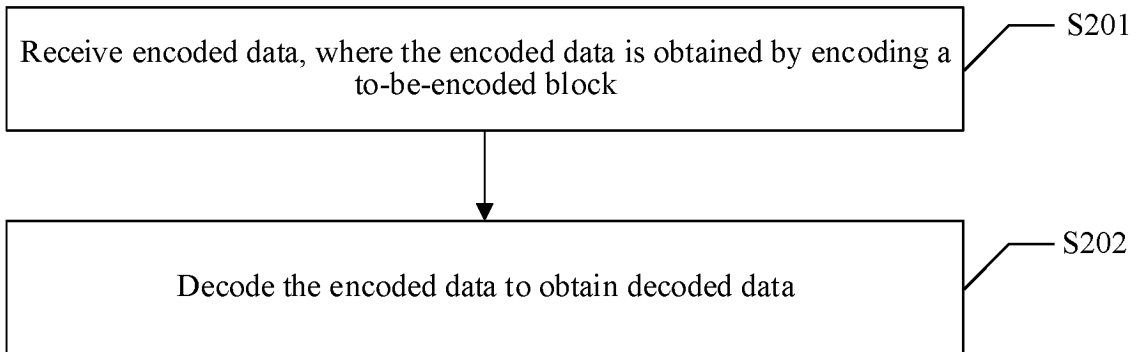 S201
Receive encoded data, where the encoded data is obtained by encoding a
to-be-encoded block
S202
Decode the encoded data to obtain decoded data